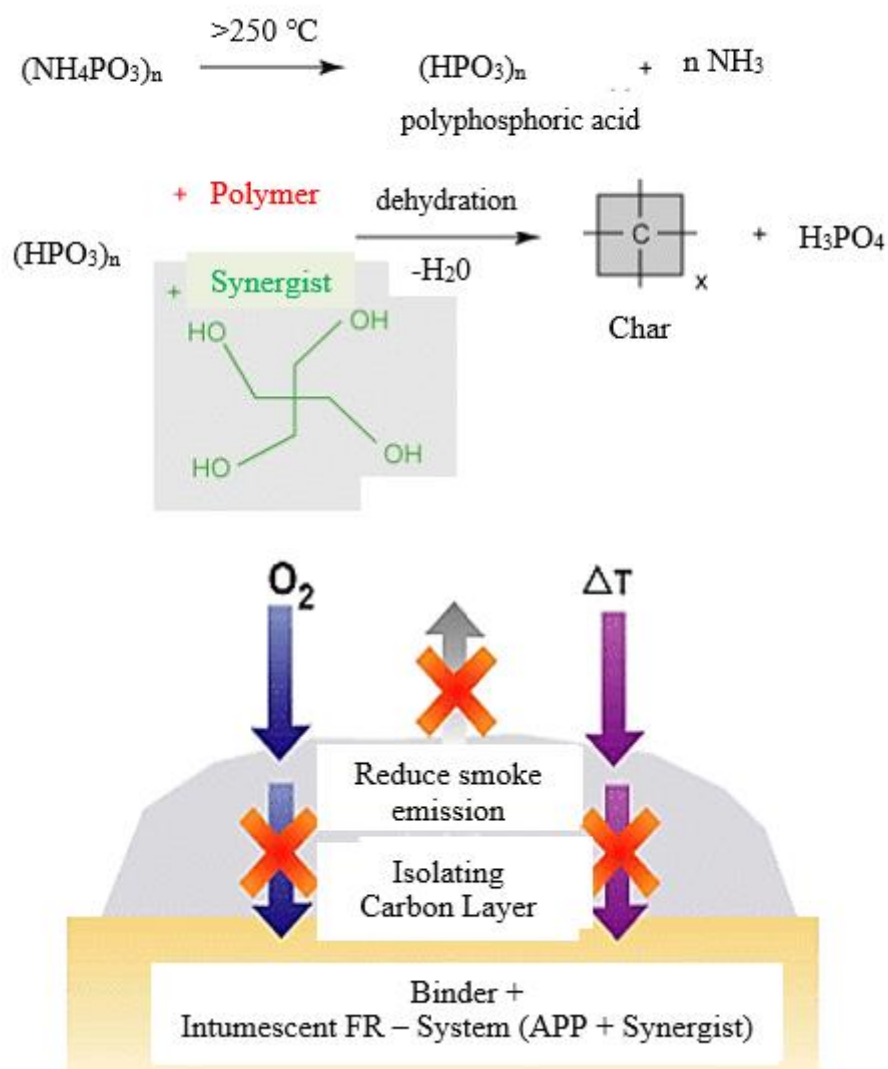 >250 °C
(NH4PO3)n (HPO3)n + n NH3
polyphosphoric acid
+ Polymer
dehydration
(HPO3)n C + H3PO4
-H20
+ Synergist
x
HO OH
Char
HO OH
O2 ΔT
Reduce smoke
emission
Isolating
Carbon Layer
Binder +
Intumescent FR – System (APP + Synergist)